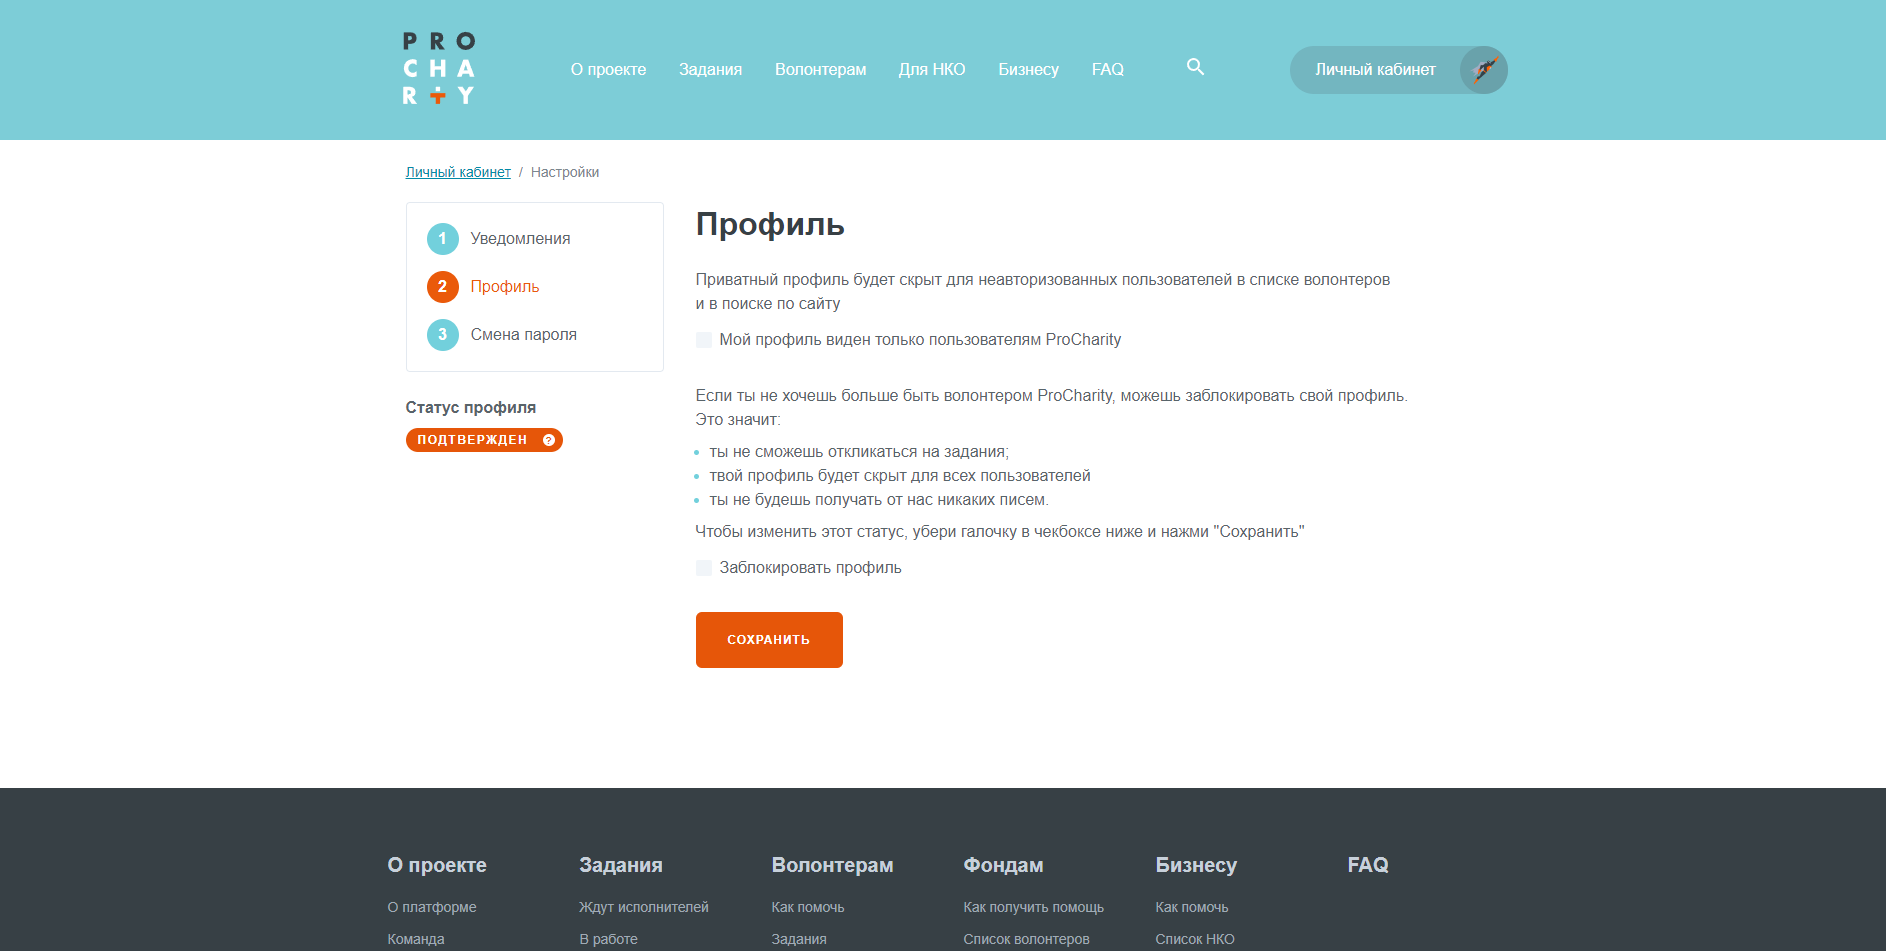 PRO
CHA
R+Y
О проекте
Задания
Волонтерам
Для НКО
Бизнесу
FAQ
Личный кабинет
Личный кабинет / Настройки
1 Уведомления
2 Профиль
3 Смена пароля
Статус профиля
ПОДТВЕРЖДЕН ?
Профиль
Приватный профиль будет скрыт для неавторизованных пользователей в списке волонтеров
и в поиске по сайту
Мой профиль виден только пользователям ProCharity
Если ты не хочешь больше быть волонтером ProCharity, можешь заблокировать свой профиль.
Это значит:
• ты не сможешь откликаться на задания;
• твой профиль будет скрыт для всех пользователей
• ты не будешь получать от нас никаких писем.
Чтобы изменить этот статус, убери галочку в чекбоксе ниже и нажми "Сохранить"
Заблокировать профиль
СОХРАНИТЬ
О проекте
О платформе
Команда
Задания
Ждут исполнителей
В работе
Волонтерам
Как помочь
Задания
Фондам
Как получить помощь
Список волонтеров
Бизнесу
Как помочь
Список НКО
FAQ